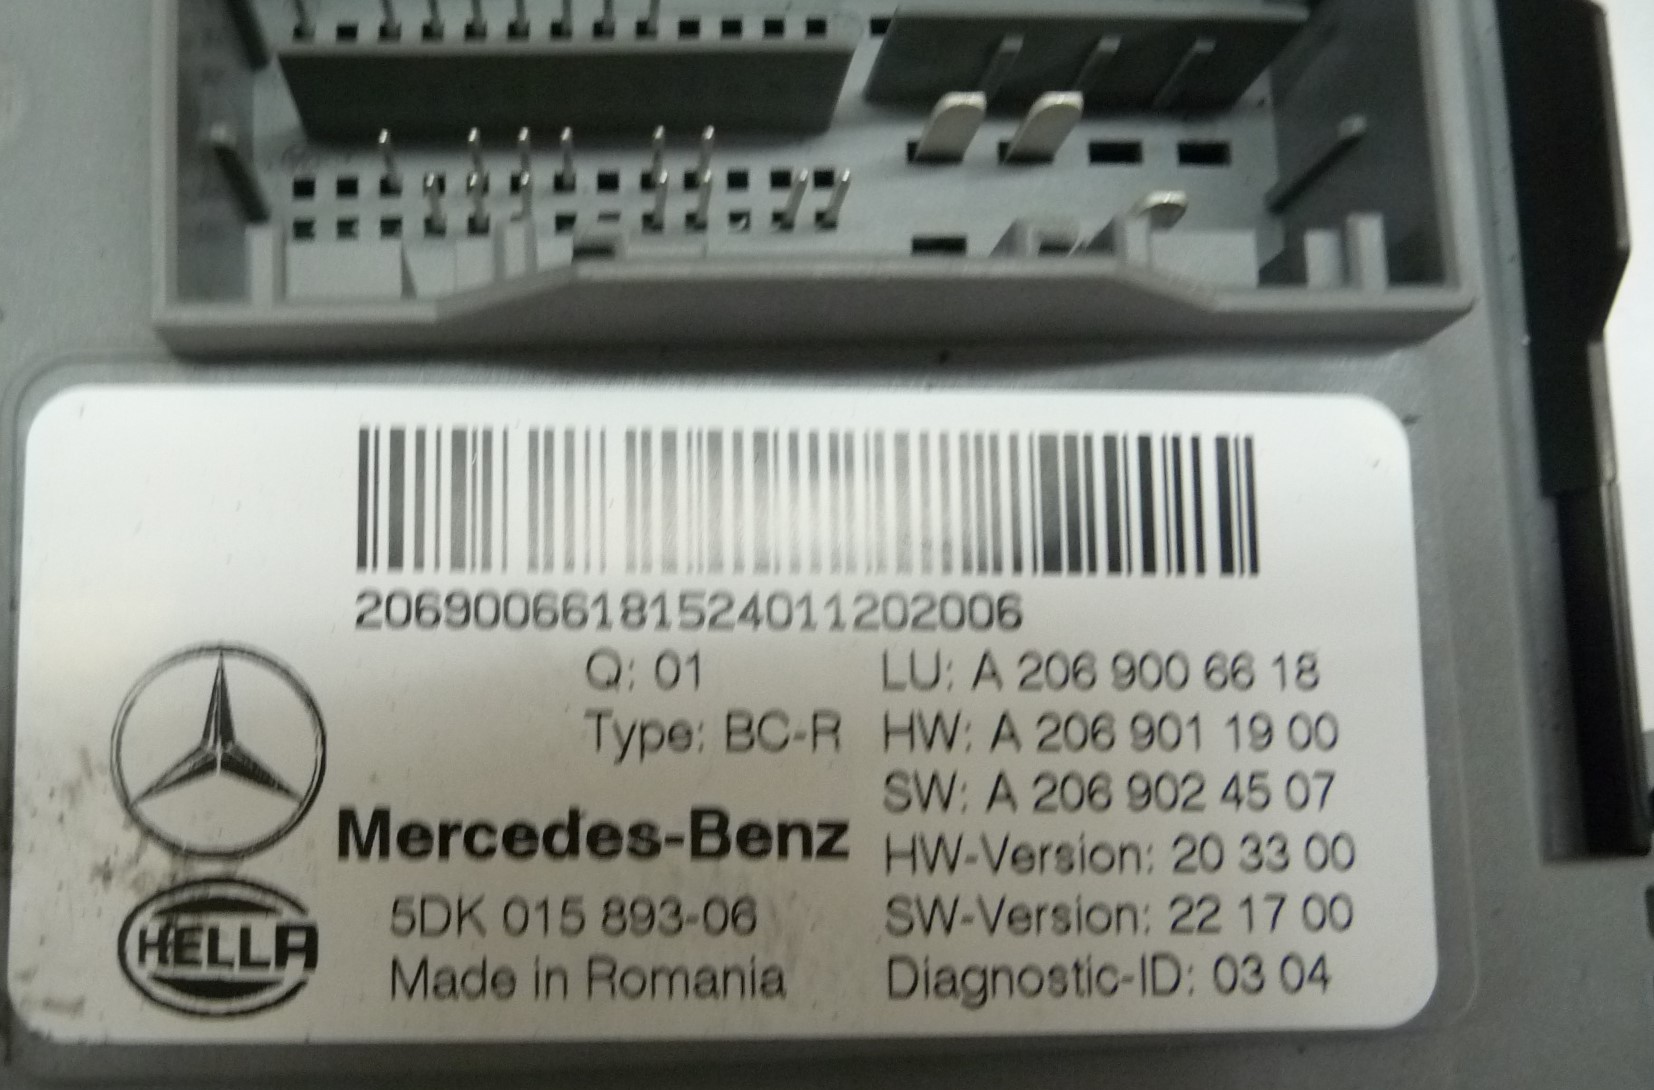 20690066181524011202006
Q: 01
LU: A 206 900 66 18
Type: BC-R
HW: A 206 901 19 00
SW: A 206 902 45 07
Mercedes-Benz
HW-Version: 20 33 00
5DK 015 893-06
SW-Version: 22 17 00
HELLA
Made in Romania
Diagnostic-ID: 03 04